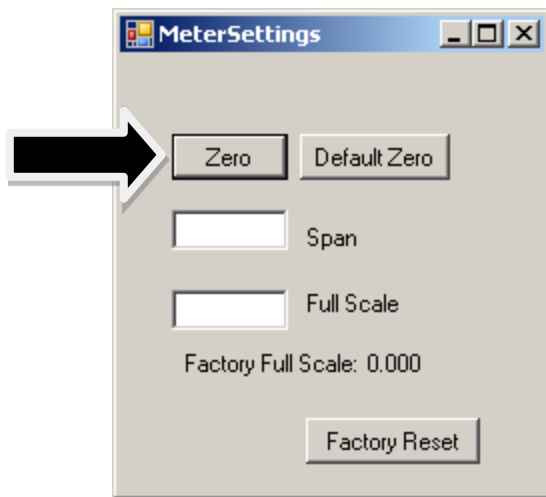 MeterSettings
Zero Default Zero
Span
Full Scale
Factory Full Scale: 0.000
Factory Reset